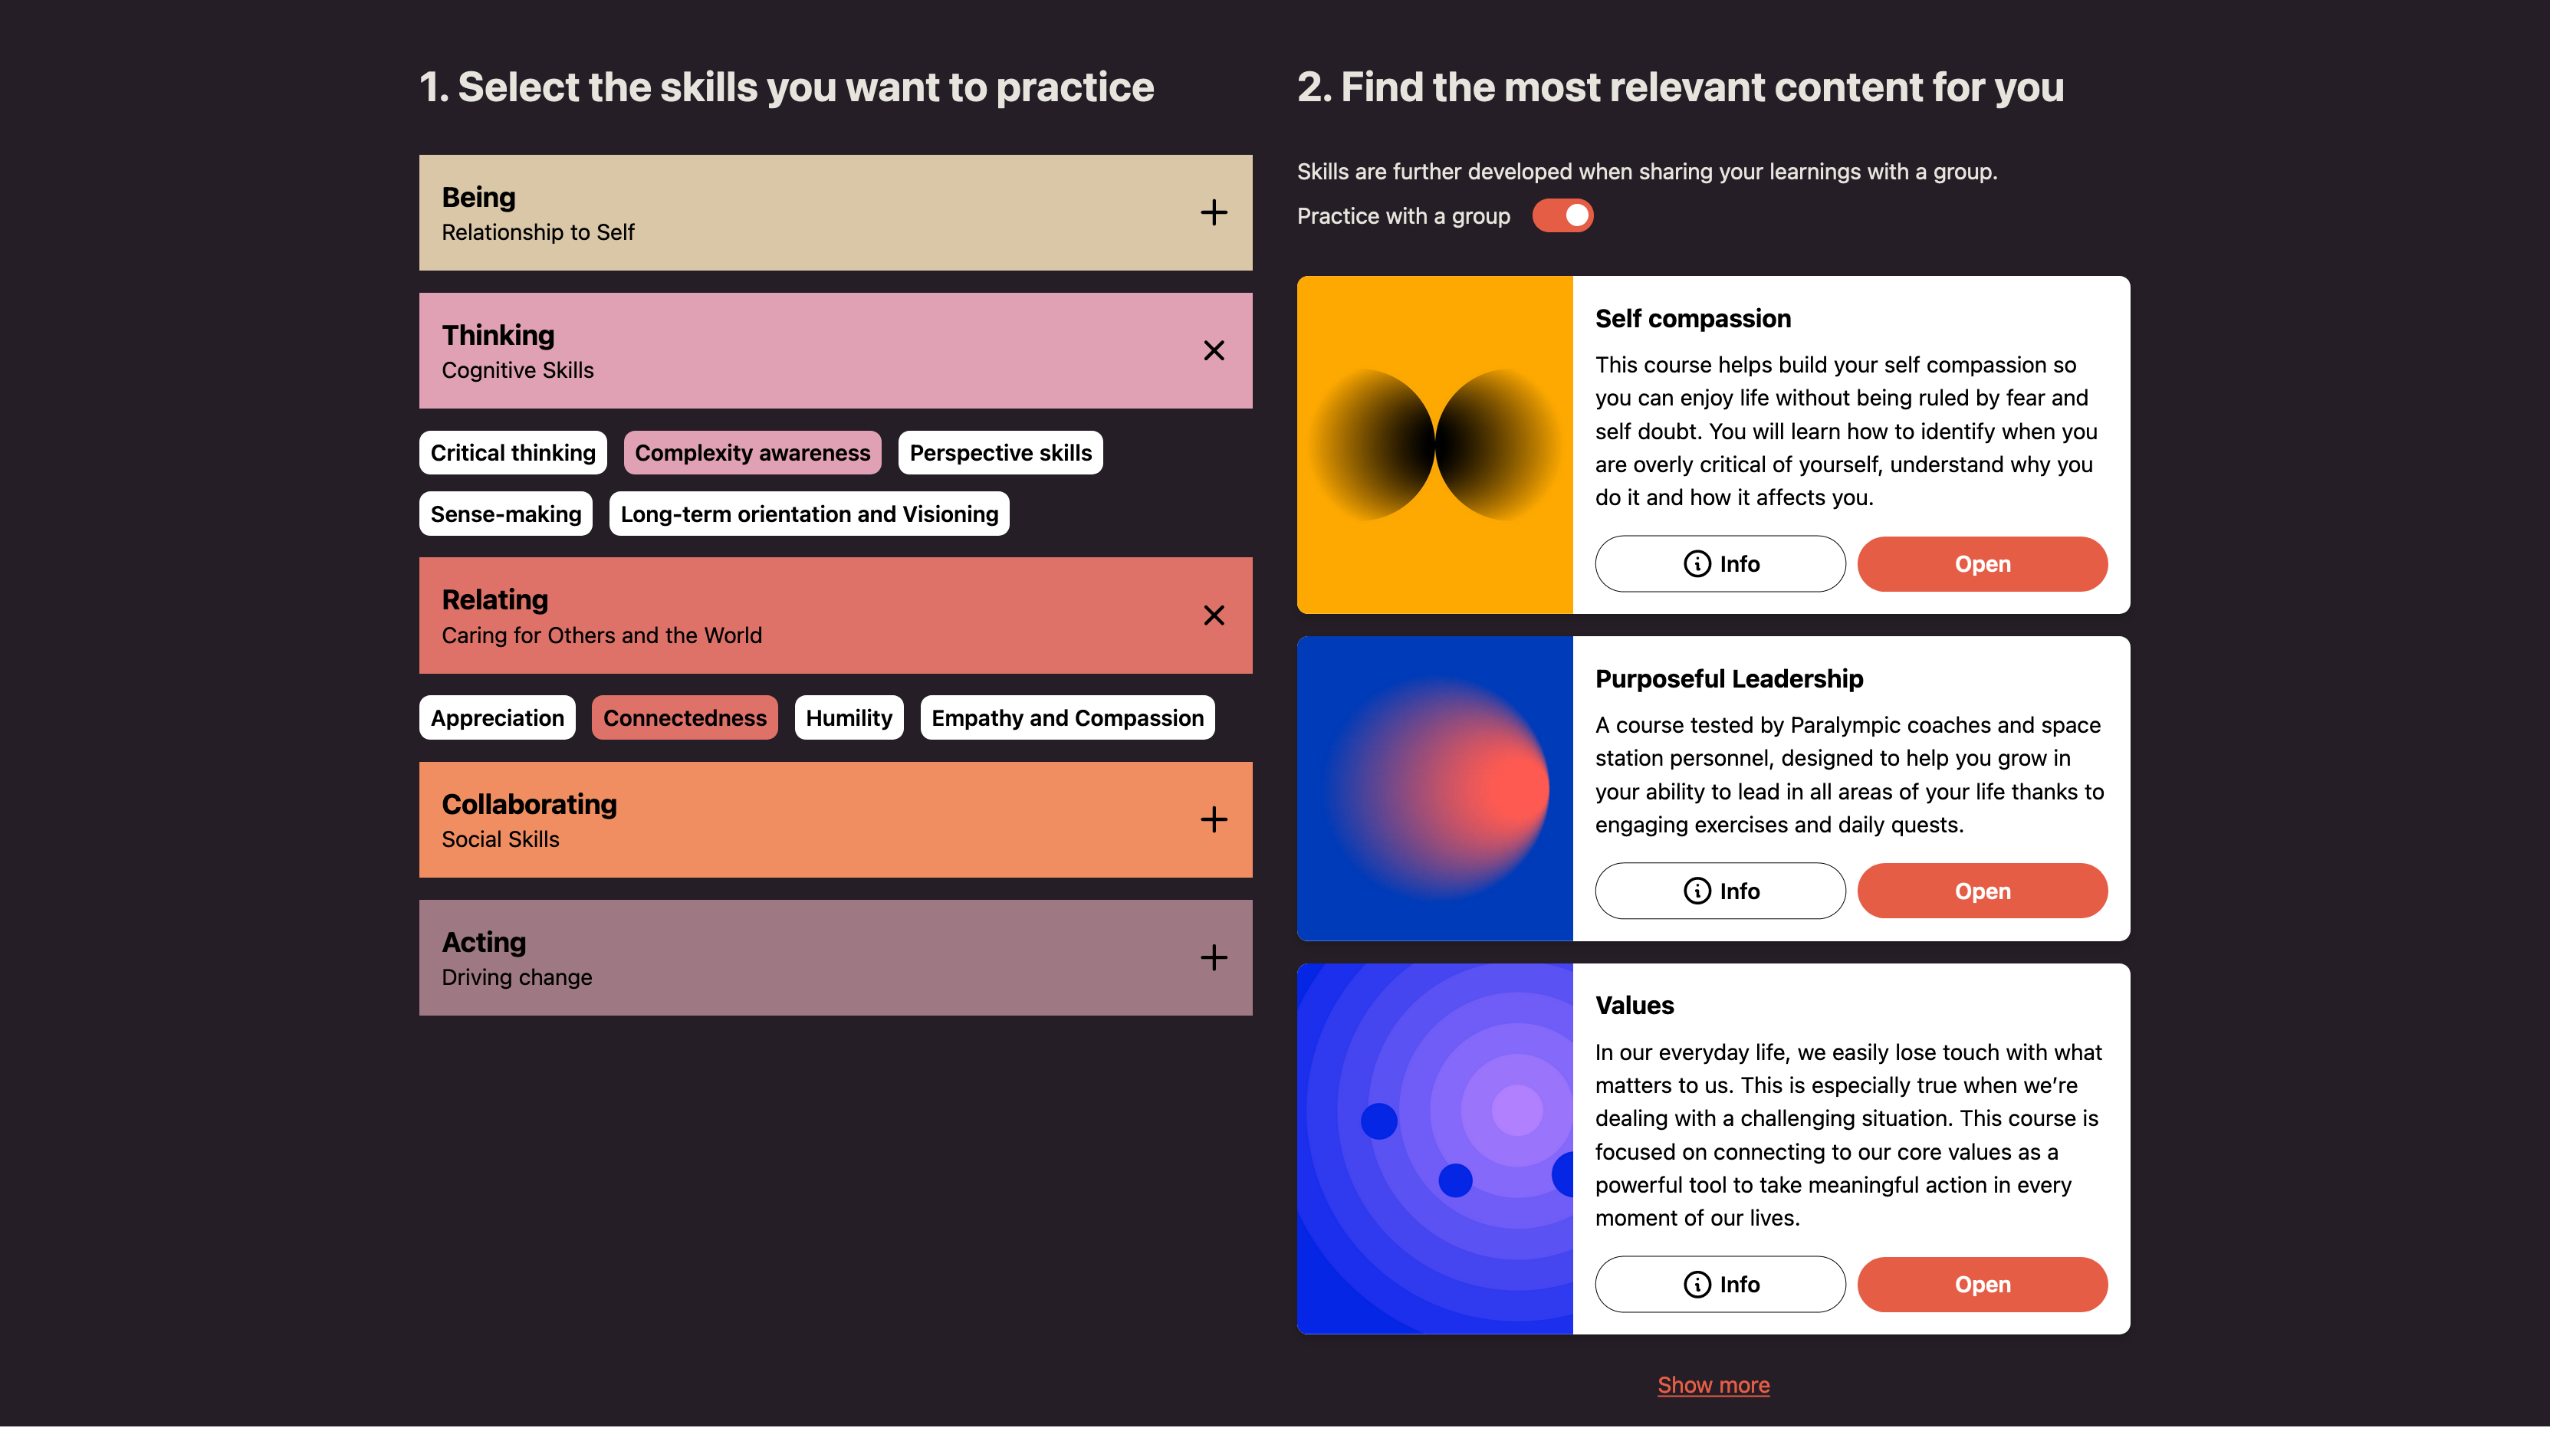 1. Select the skills you want to practice
Being
Relationship to Self
Thinking
Cognitive Skills
Critical thinking
Complexity awareness
Perspective skills
Sense-making
Long-term orientation and Visioning
Relating
Caring for Others and the World
Appreciation
Connectedness
Humility
Empathy and Compassion
Collaborating
Social Skills
Acting
Driving change
2. Find the most relevant content for you
Skills are further developed when sharing your learnings with a group.
Practice with a group
Self compassion
This course helps build your self compassion so
you can enjoy life without being ruled by fear and
self doubt. You will learn how to identify when you
are overly critical of yourself, understand why you
do it and how it affects you.
Info
Open
Purposeful Leadership
A course tested by Paralympic coaches and space
station personnel, designed to help you grow in
your ability to lead in all areas of your life thanks to
engaging exercises and daily quests.
Info
Open
Values
In our everyday life, we easily lose touch with what
matters to us. This is especially true when we’re
dealing with a challenging situation. This course is
focused on connecting to our core values as a
powerful tool to take meaningful action in every
moment of our lives.
Info
Open
Show more